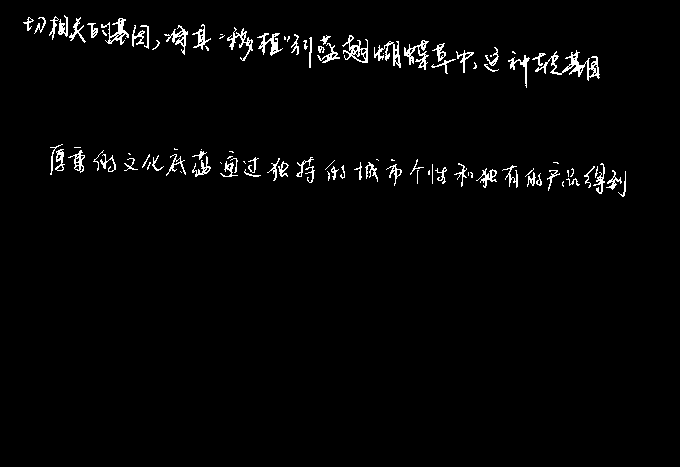 切相关的基因,将其“移植”到蓝翅蝴蝶草中,这种转基因
厚重的文化底蕴通过独特的城市个性和独有的产品得到